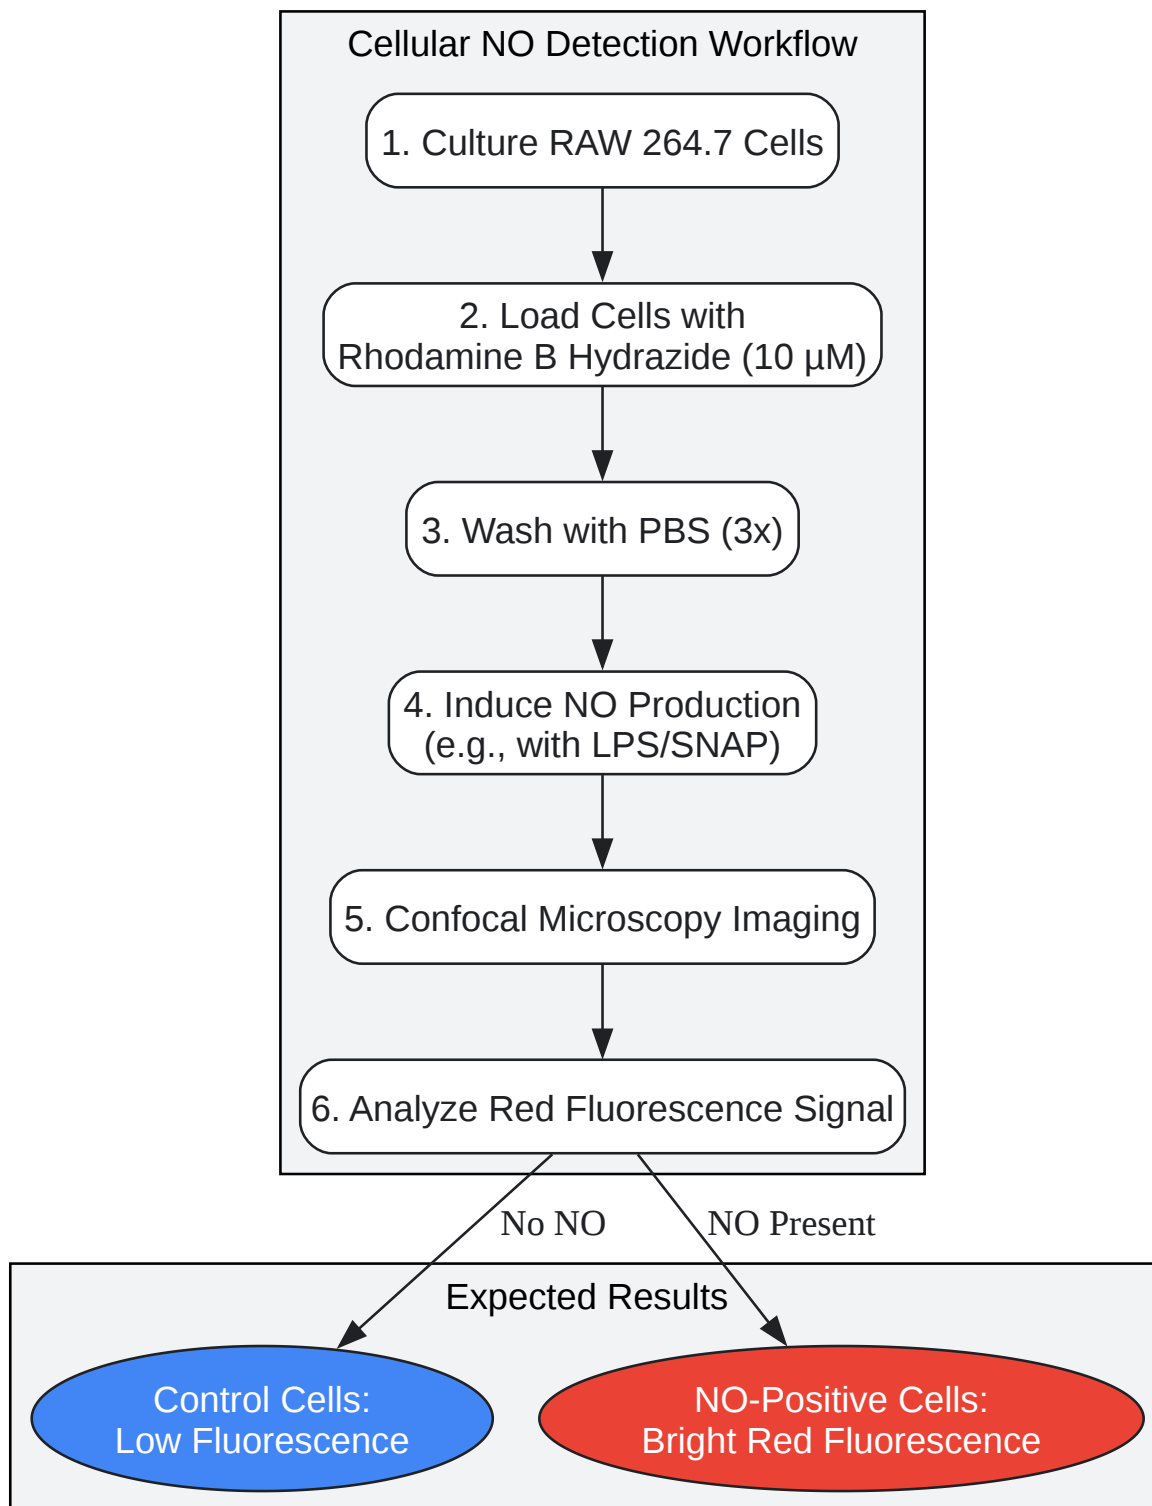 Cellular NO Detection Workflow
1. Culture RAW 264.7 Cells
2. Load Cells with
Rhodamine B Hydrazide (10 µM)
3. Wash with PBS (3x)
4. Induce NO Production
(e.g., with LPS/SNAP)
5. Confocal Microscopy Imaging
6. Analyze Red Fluorescence Signal
No NO
NO Present
Expected Results
Control Cells:
Low Fluorescence
NO-Positive Cells:
Bright Red Fluorescence